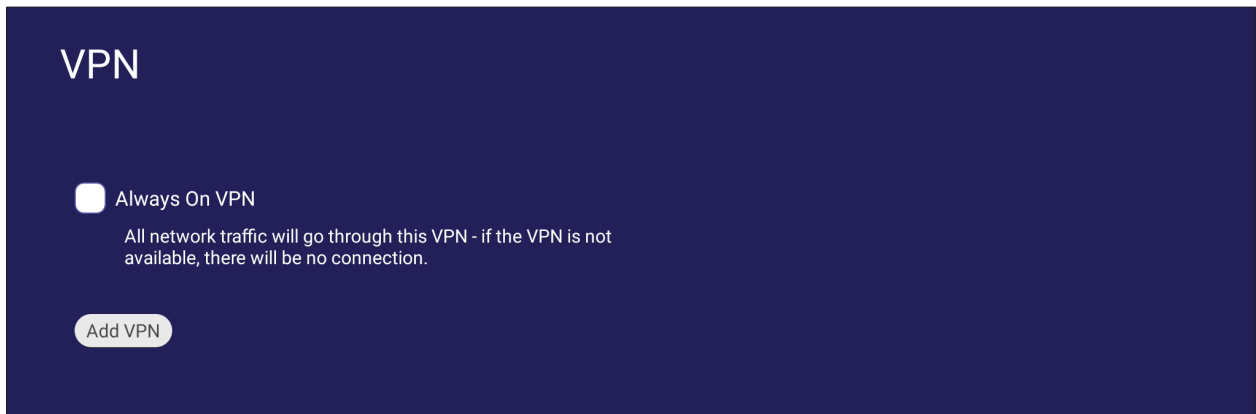 VPN
Always On VPN
All network traffic will go through this VPN - if the VPN is not
available, there will be no connection.
Add VPN